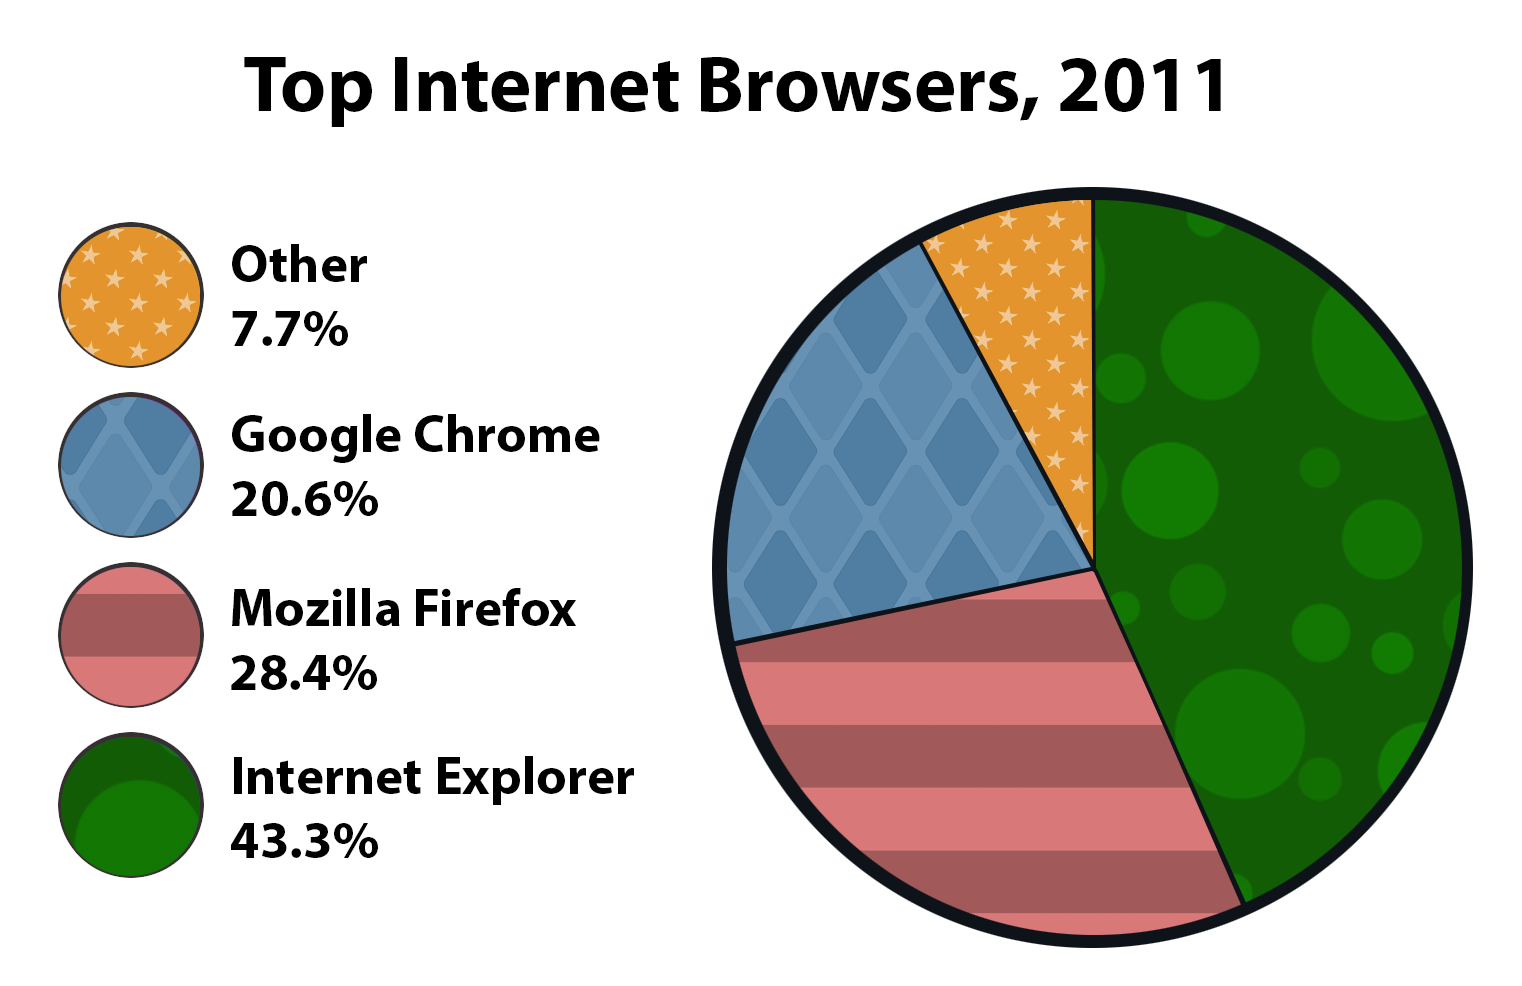 Top Internet Browsers, 2011
Other
7.7%
Google Chrome
20.6%
Mozilla Firefox
28.4%
Internet Explorer
43.3%